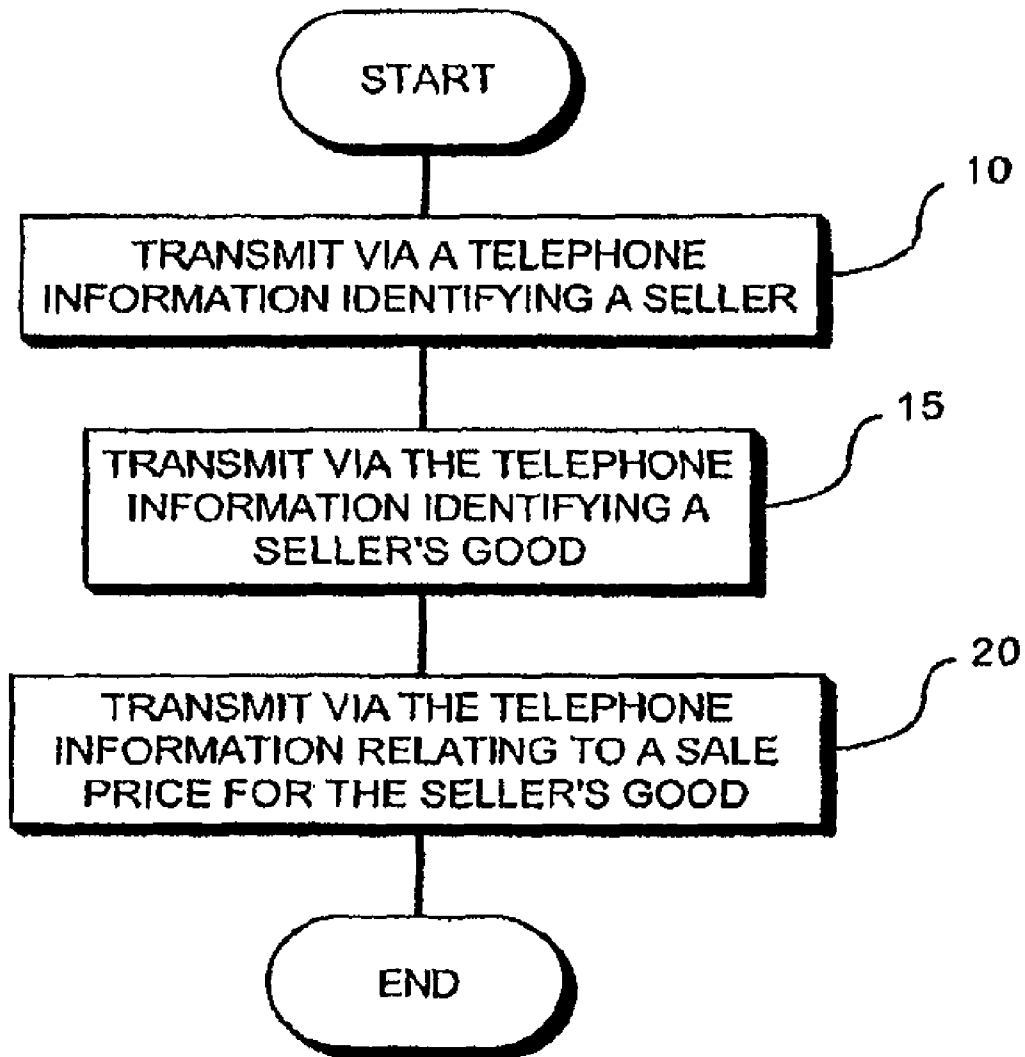 START
10
TRANSMIT VIA A TELEPHONE
INFORMATION IDENTIFYING A SELLER
15
TRANSMIT VIA THE TELEPHONE
INFORMATION IDENTIFYING A
SELLER'S GOOD
20
TRANSMIT VIA THE TELEPHONE
INFORMATION RELATING TO A SALE
PRICE FOR THE SELLER'S GOOD
END